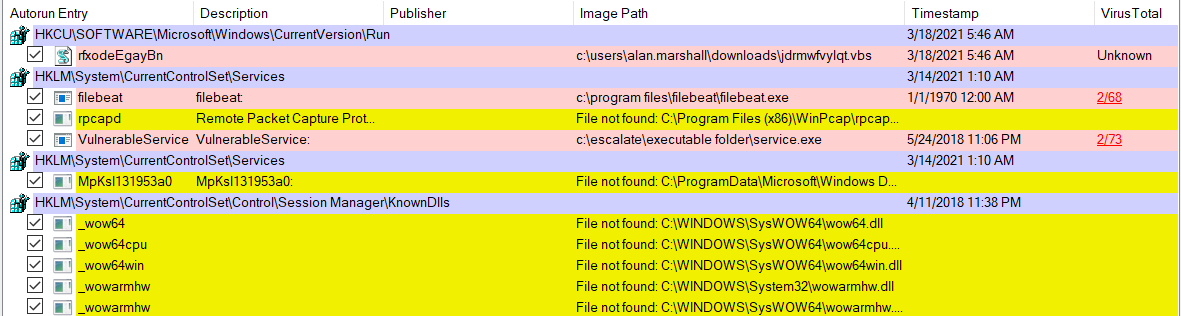 Autorun Entry Description Publisher Image Path Timestamp VirusTotal
HKCU\SOFTWARE\Microsoft\Windows\CurrentVersion\Run 3/18/2021 5:46 AM
rfxodeEgayBn c:\users\alan.marshall\downloads\jdrmwfvylqt.vbs 3/18/2021 5:46 AM Unknown
HKLM\System\CurrentControlSet\Services 3/14/2021 1:10 AM
filebeat filebeat: c:\program files\filebeat\filebeat.exe 1/1/1970 12:00 AM 2/68
rpcapd Remote Packet Capture Prot... File not found: C:\Program Files (x86)\WinPcap\rpcap...
VulnerableService VulnerableService: c:\escalate\executable folder\service.exe 5/24/2018 11:06 PM 2/73
HKLM\System\CurrentControlSet\Services 3/14/2021 1:10 AM
MpKsl131953a0 MpKsl131953a0: File not found: C:\ProgramData\Microsoft\Windows D...
HKLM\System\CurrentControlSet\Control\Session Manager\KnownDlls 4/11/2018 11:38 PM
_wow64 File not found: C:\WINDOWS\SysWOW64\wow64.dll
_wow64cpu File not found: C:\WINDOWS\SysWOW64\wow64cpu....
_wow64win File not found: C:\WINDOWS\SysWOW64\wow64win.dll
_wowarmhw File not found: C:\WINDOWS\System32\wowarmhw.dll
_wowarmhw File not found: C:\WINDOWS\SysWOW64\wowarmhw....